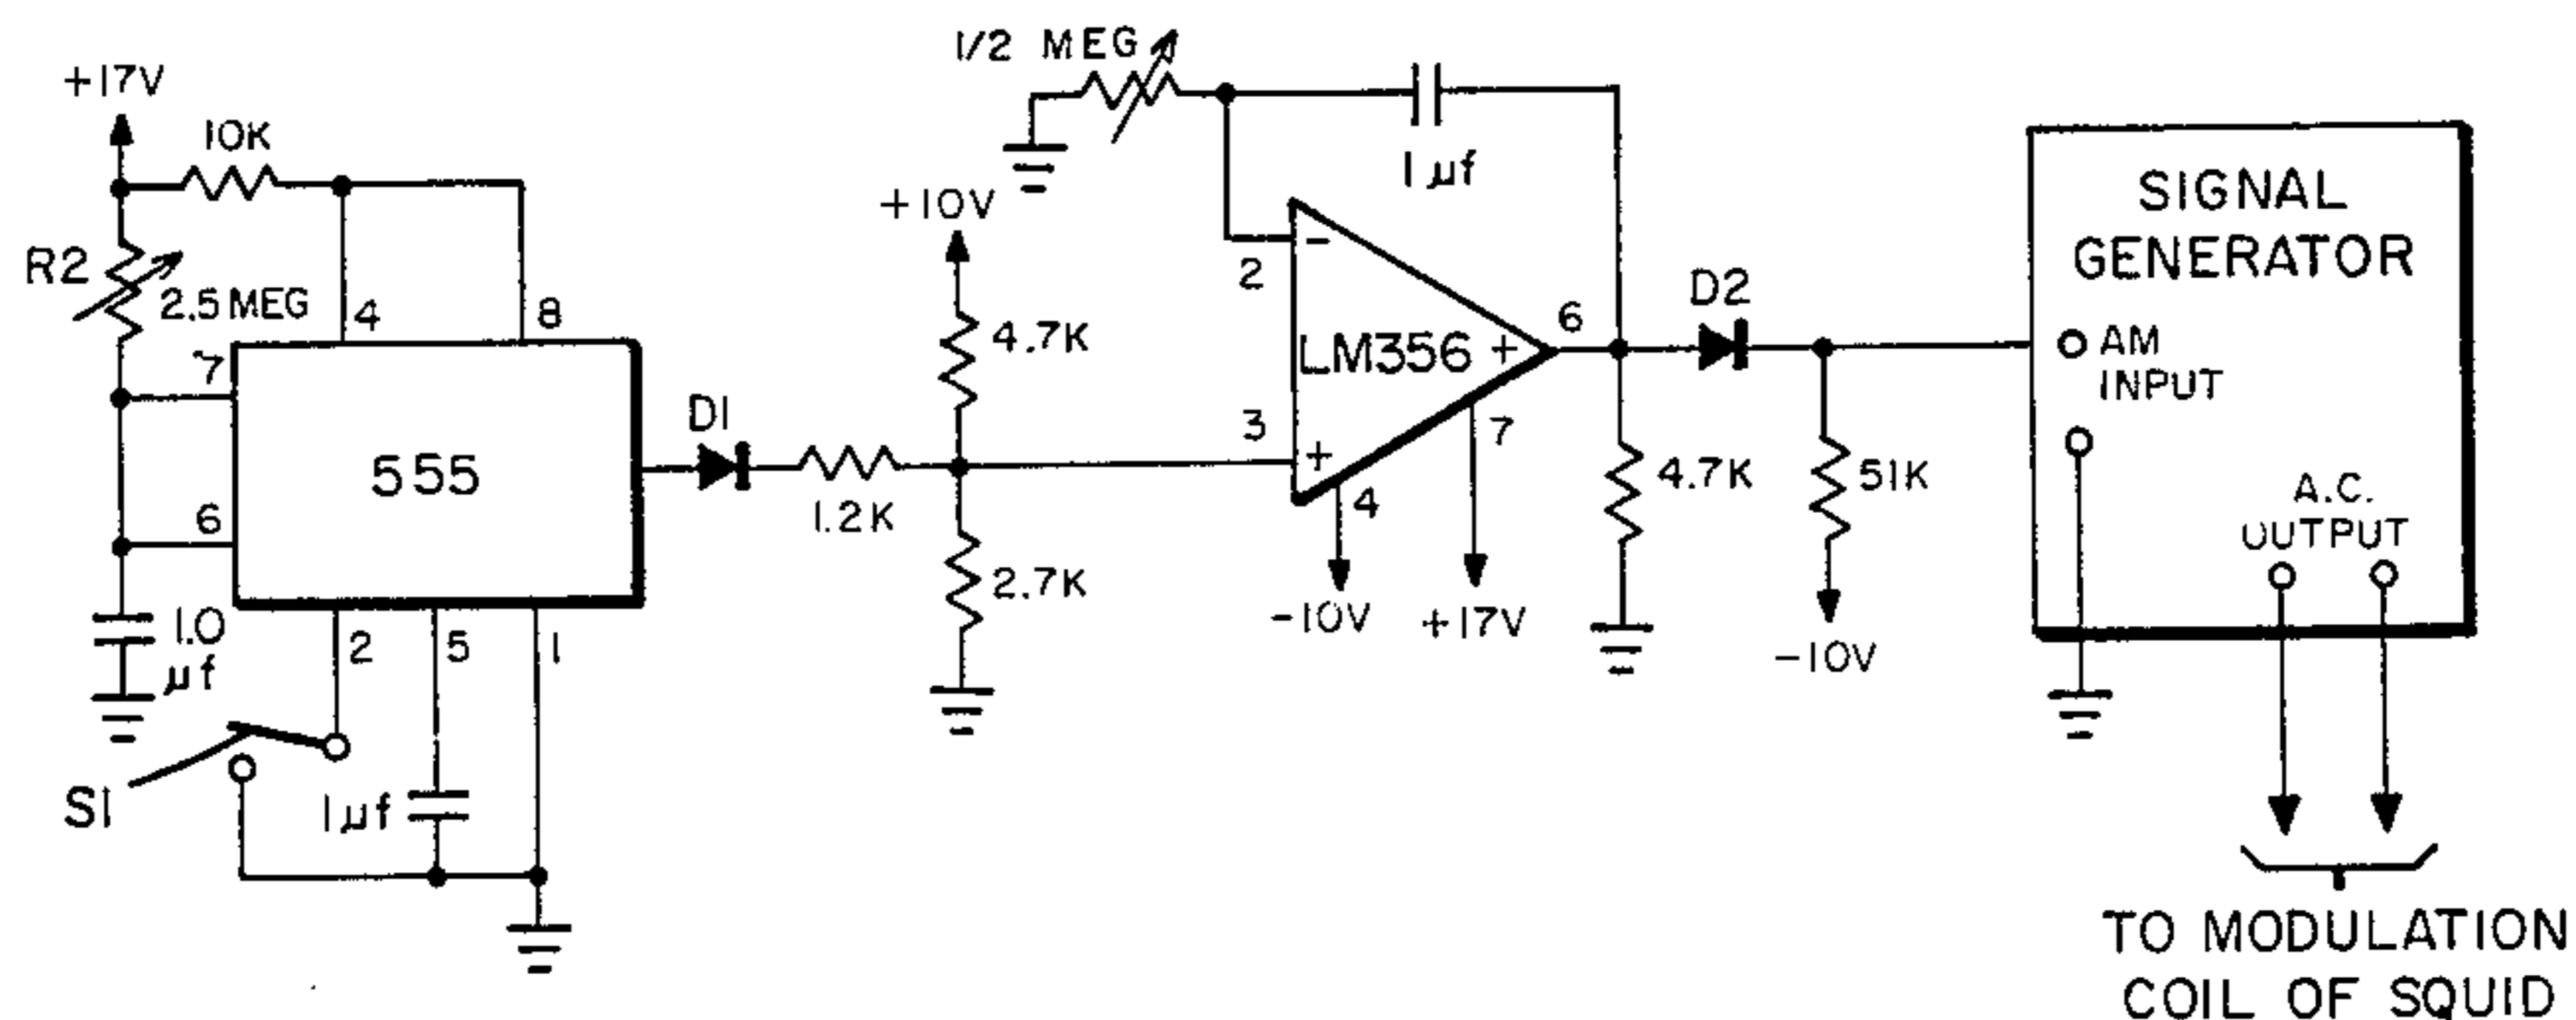 +17V
10K
R2
2.5 MEG
4
8
7
6
555
1.0
µf
2
5
1
S1
1µf
D1
1.2K
+10V
4.7K
2.7K
1/2 MEG
1µf
2
-
3
+
LM356
+
6
7
4
-10V
+17V
D2
4.7K
51K
-10V
SIGNAL
GENERATOR
AM
INPUT
A.C.
OUTPUT
TO MODULATION
COIL OF SQUID